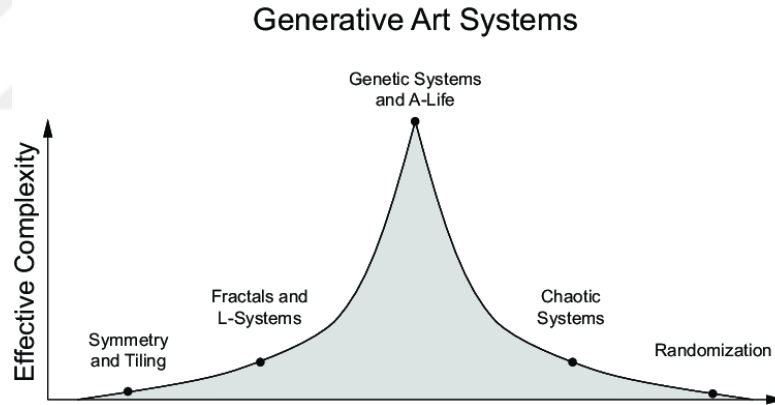 Generative Art Systems
Genetic Systems
and A-Life
Effective Complexity
Fractals and
L-Systems
Chaotic
Systems
Symmetry
and Tiling
Randomization